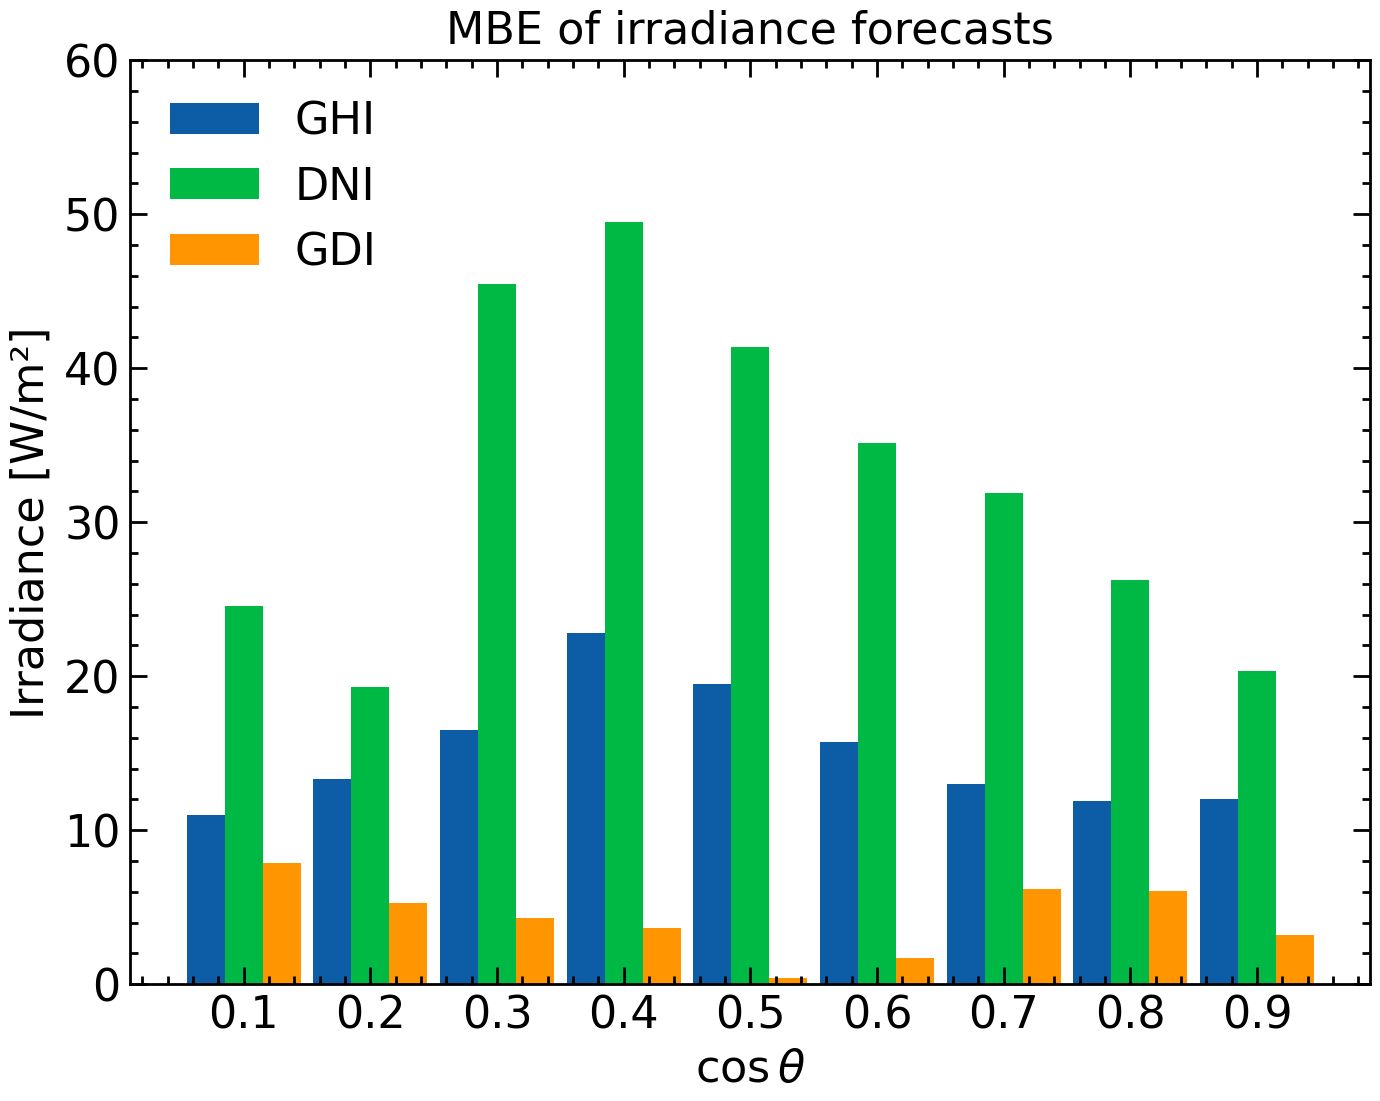 MBE of irradiance forecasts
60
50
40
30
20
10
0
Irradiance [W/m²]
GHI
DNI
GDI
0.1 0.2 0.3 0.4 0.5 0.6 0.7 0.8 0.9
cos θ